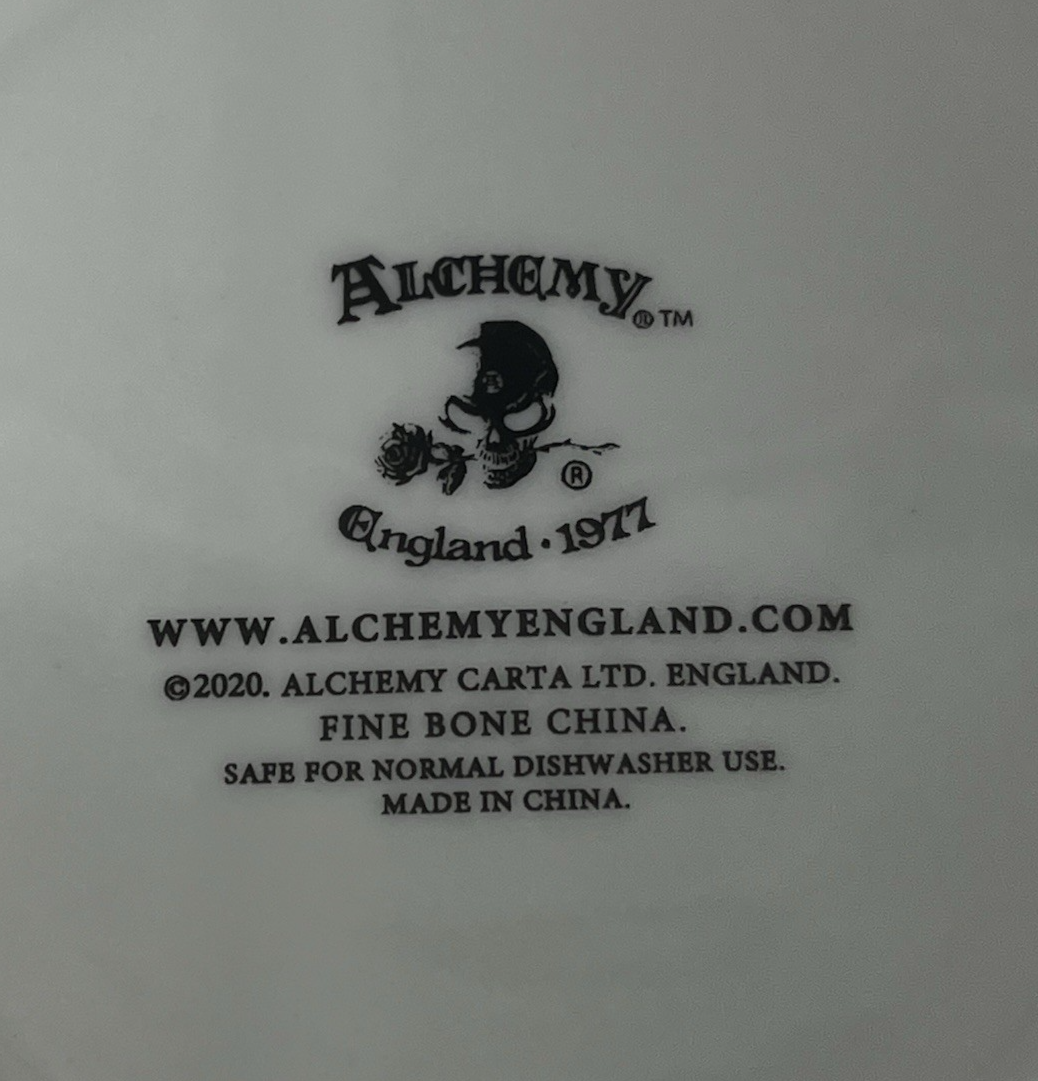 ALCHEMY®™
®
England · 1977
WWW.ALCHEMYENGLAND.COM
©2020. ALCHEMY CARTA LTD. ENGLAND.
FINE BONE CHINA.
SAFE FOR NORMAL DISHWASHER USE.
MADE IN CHINA.